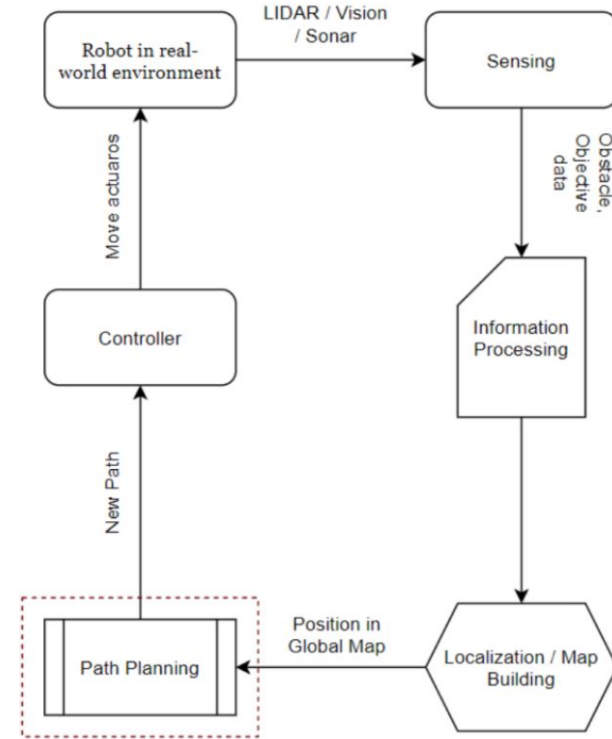 LIDAR / Vision
/ Sonar
Robot in real-
world environment
Sensing
Move actuaros
Obstacle,
Objective
data
Controller
Information
Processing
New Path
Position in
Global Map
Path Planning
Localization / Map
Building